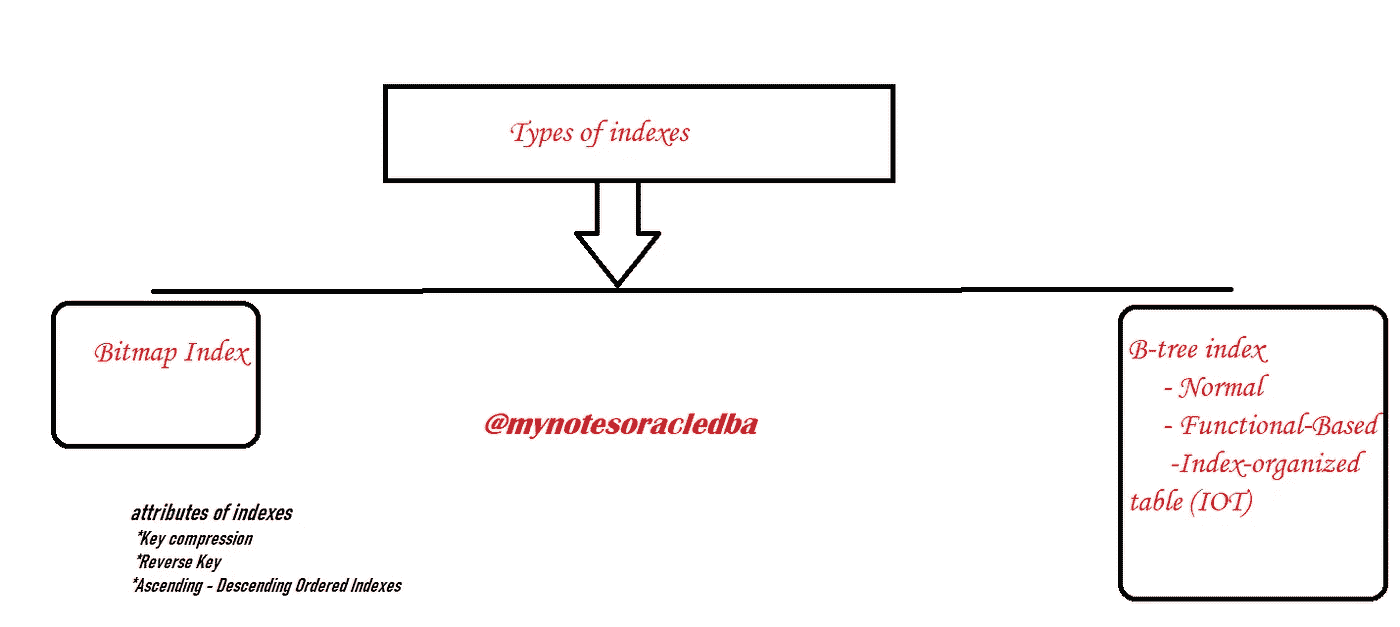 Types of indexes
Bitmap Index
B-tree index
- Normal
- Functional-Based
-Index-organized
table (IOT)
@mynotesoracledba
attributes of indexes
*Key compression
*Reverse Key
*Ascending - Descending Ordered Indexes